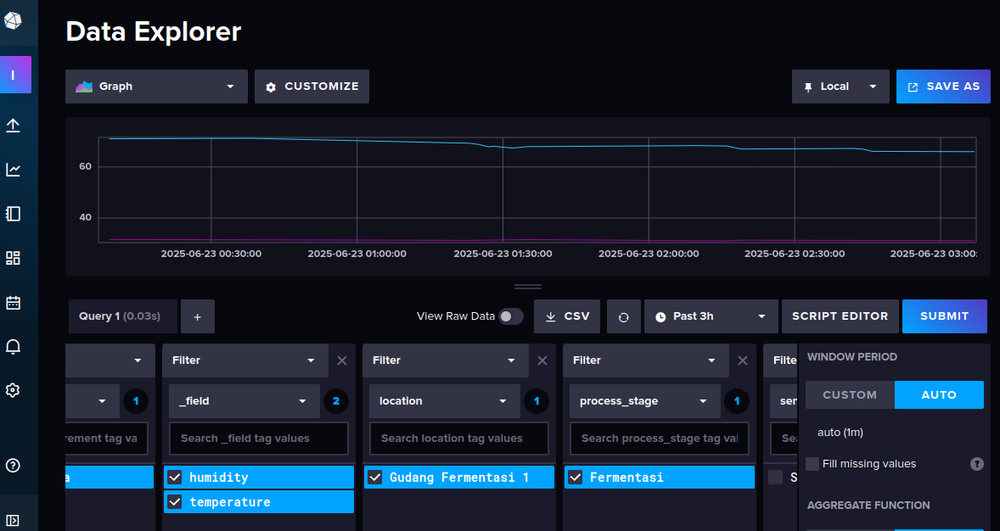 Data Explorer
I
Graph
CUSTOMIZE
Local
SAVE AS
60
40
2025-06-23 00:30:00
2025-06-23 01:00:00
2025-06-23 01:30:00
2025-06-23 02:00:00
2025-06-23 02:30:00
2025-06-23 03:00:
Query 1 (0.03s)
+
View Raw Data
CSV
Past 3h
SCRIPT EDITOR
SUBMIT
1
rement tag va
a
Filter
_field
2
Search _field tag values
humidity
temperature
Filter
location
1
Search location tag values
Gudang Fermentasi 1
Filter
process_stage
1
Search process_stage tag val
Fermentasi
Filte
sen
Sea
S
WINDOW PERIOD
CUSTOM
AUTO
auto (1m)
Fill missing values
?
AGGREGATE FUNCTION